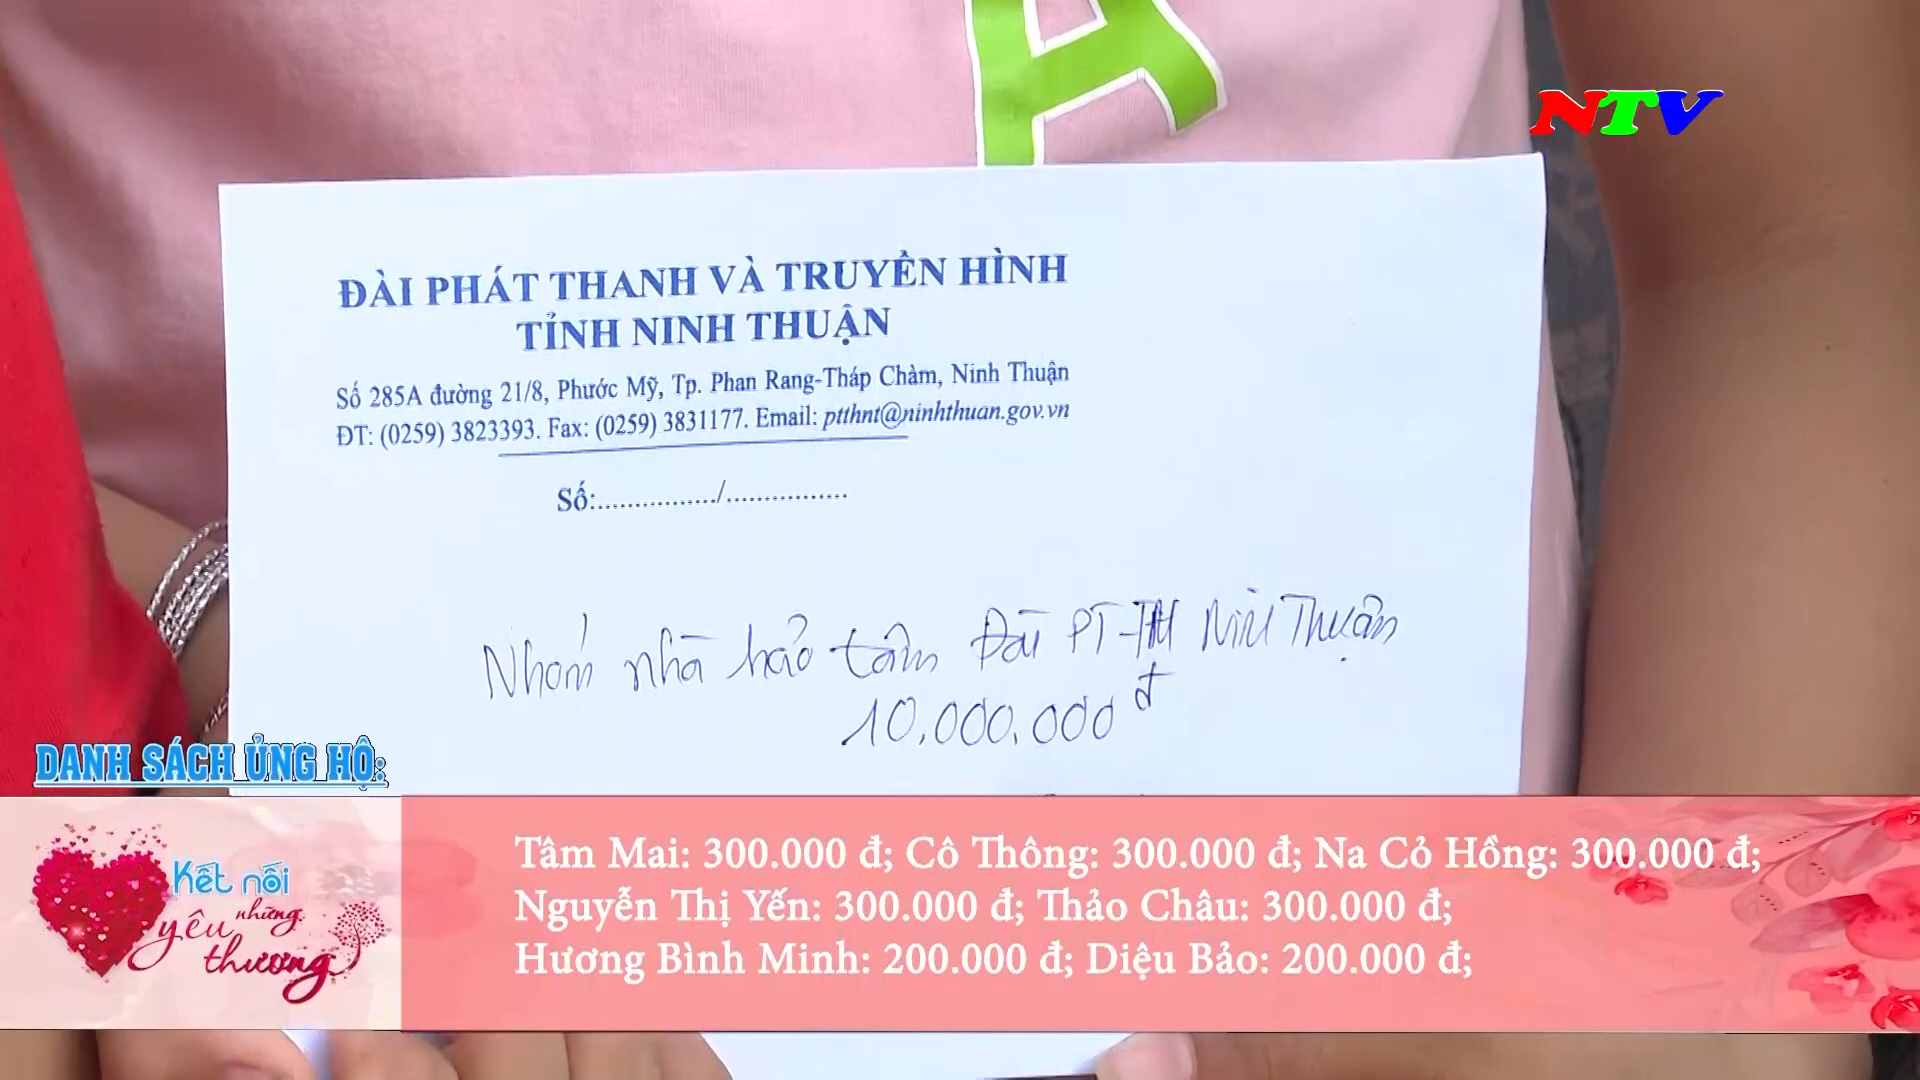 NTV
ĐÀI PHÁT THANH VÀ TRUYỀN HÌNH
TỈNH NINH THUẬN
Số 285A đường 21/8, Phước Mỹ, Tp. Phan Rang-Tháp Chàm, Ninh Thuận
ĐT: (0259) 3823393. Fax: (0259) 3831177. Email: ptthnt@ninhthuan.gov.vn
Số:................/................
Nhóm nhà hảo tâm Đài PT-TH Ninh Thuận
10.000.000 đ
DANH SÁCH ỦNG HỘ:
Kết nối
những
yêu
thương
Tâm Mai: 300.000 đ; Cô Thông: 300.000 đ; Na Cỏ Hồng: 300.000 đ;
Nguyễn Thị Yến: 300.000 đ; Thảo Châu: 300.000 đ;
Hương Bình Minh: 200.000 đ; Diệu Bảo: 200.000 đ;